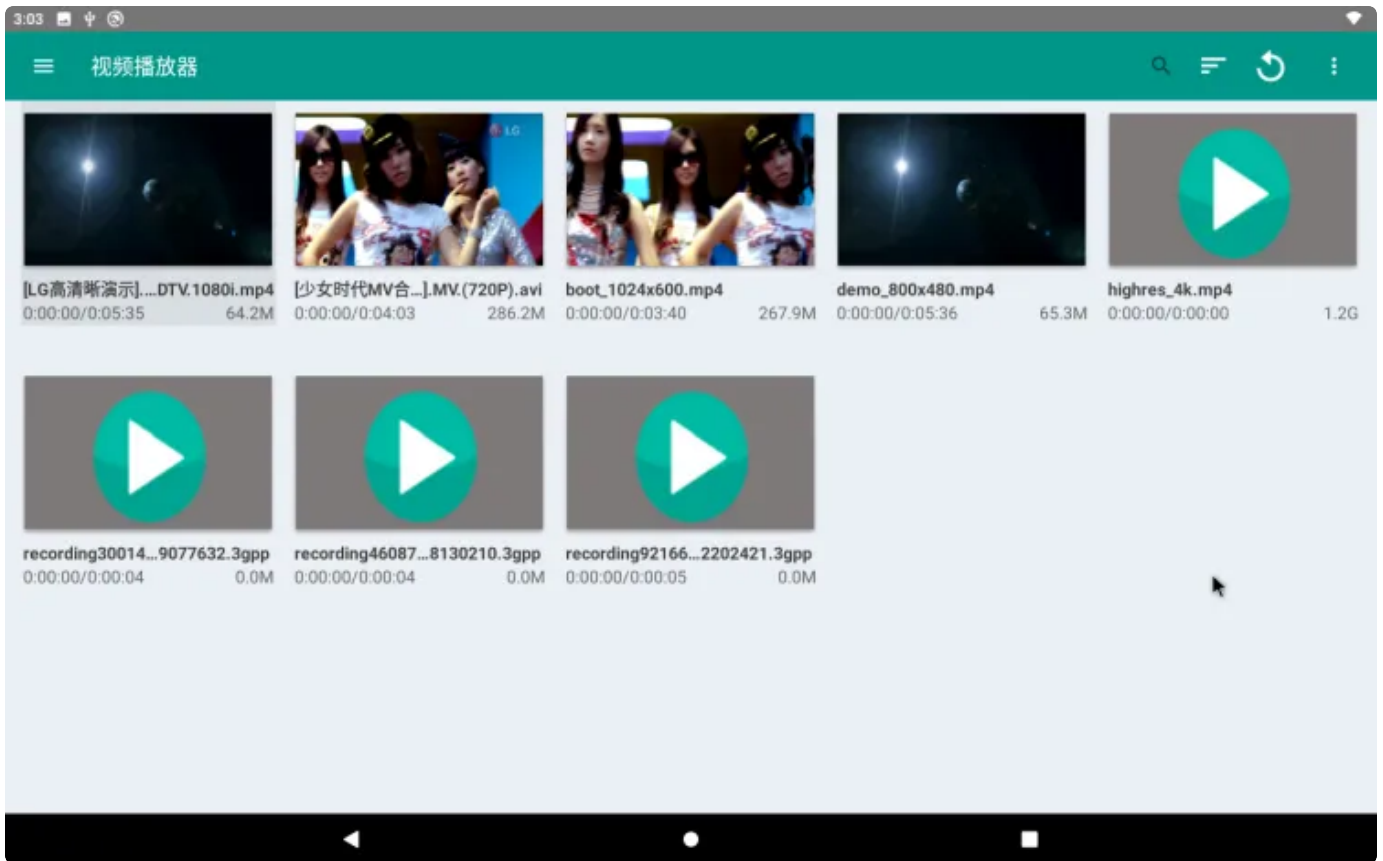 3:03
视频播放器
LG
[LG高清晰演示]....DTV.1080i.mp4
0:00:00/0:05:35 64.2M
[少女时代MV合...].MV.(720P).avi
0:00:00/0:04:03 286.2M
boot_1024x600.mp4
0:00:00/0:03:40 267.9M
demo_800x480.mp4
0:00:00/0:05:36 65.3M
highres_4k.mp4
0:00:00/0:00:00 1.2G
recording30014...9077632.3gpp
0:00:00/0:00:04 0.0M
recording46087...8130210.3gpp
0:00:00/0:00:04 0.0M
recording92166...2202421.3gpp
0:00:00/0:00:05 0.0M